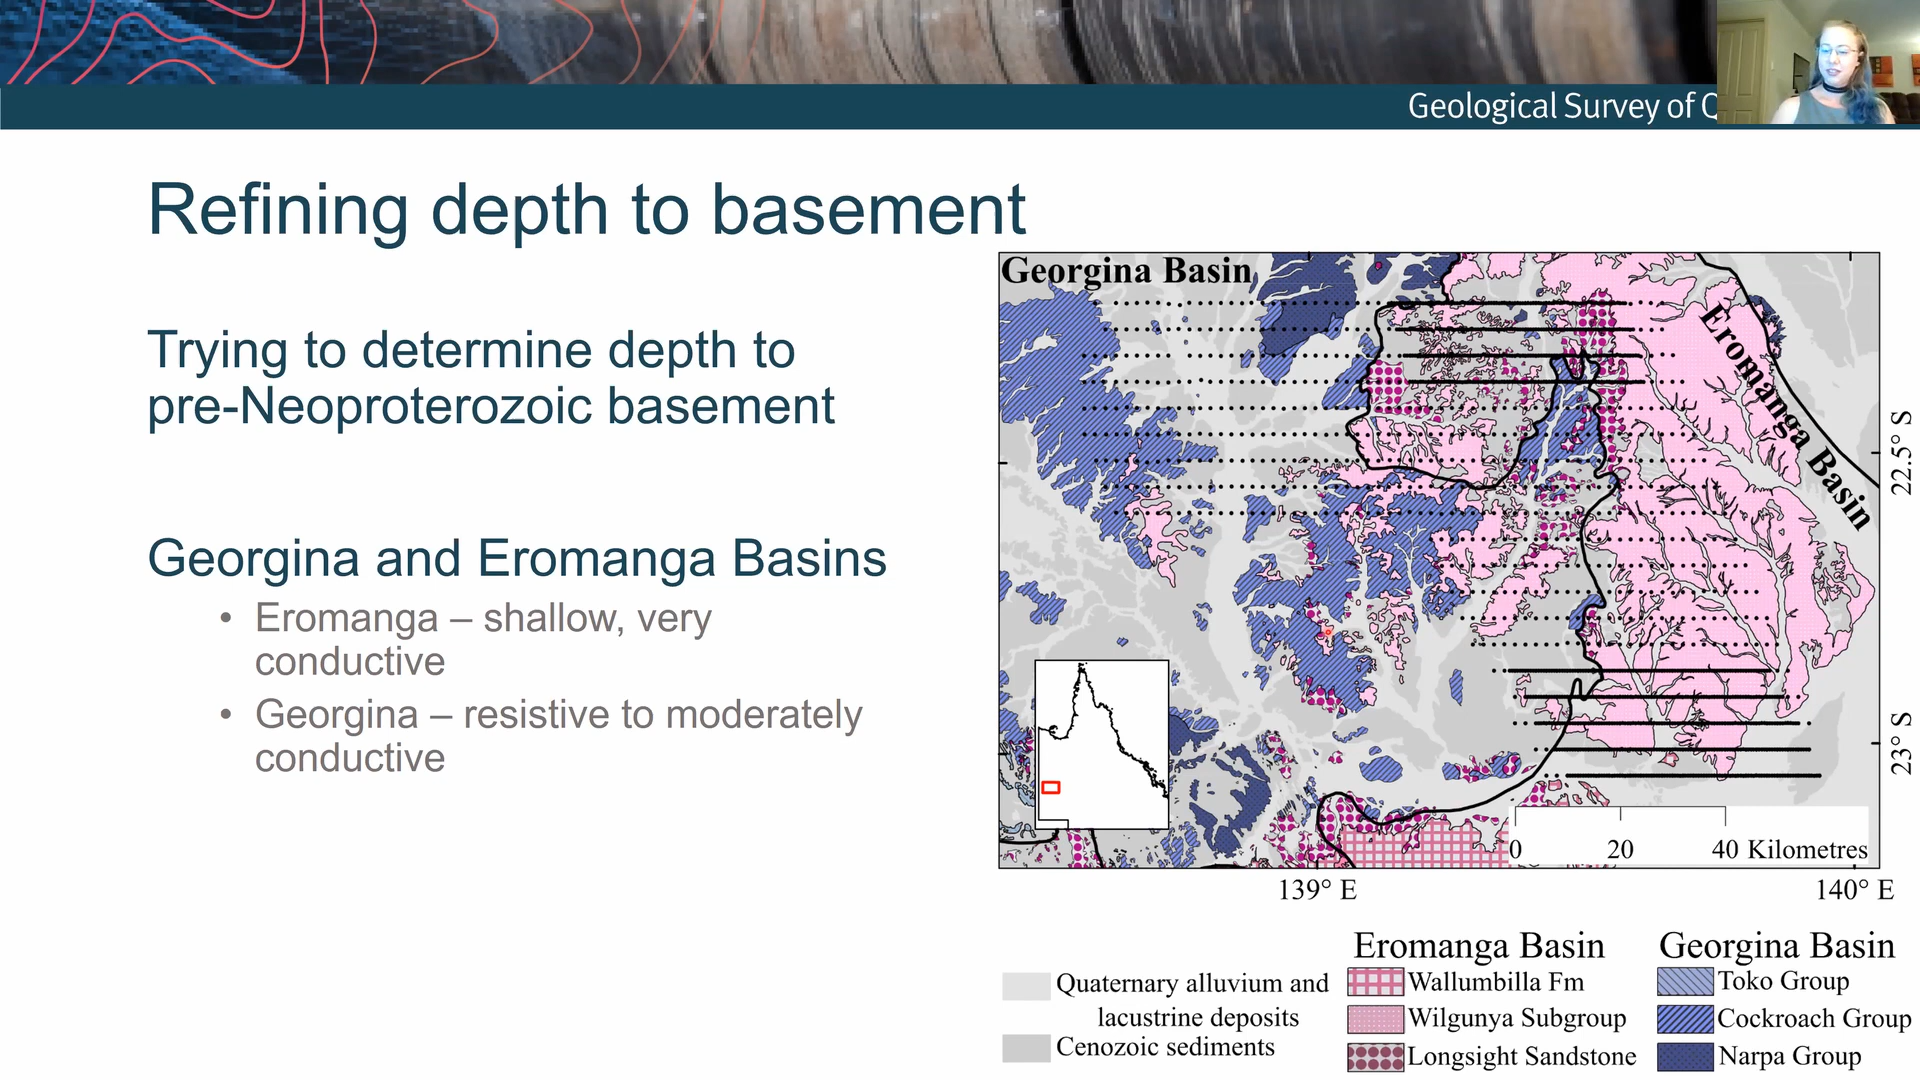 Geological Survey of Q
Refining depth to basement
Trying to determine depth to
pre-Neoproterozoic basement
Georgina and Eromanga Basins
• Eromanga – shallow, very
conductive
• Georgina – resistive to moderately
conductive
Georgina Basin
Eromanga Basin
22.5° S
23° S
0 20 40 Kilometres
139° E 140° E
Eromanga Basin
Georgina Basin
Quaternary alluvium and
lacustrine deposits
Cenozoic sediments
Wallumbilla Fm
Wilgunya Subgroup
Longsight Sandstone
Toko Group
Cockroach Group
Narpa Group